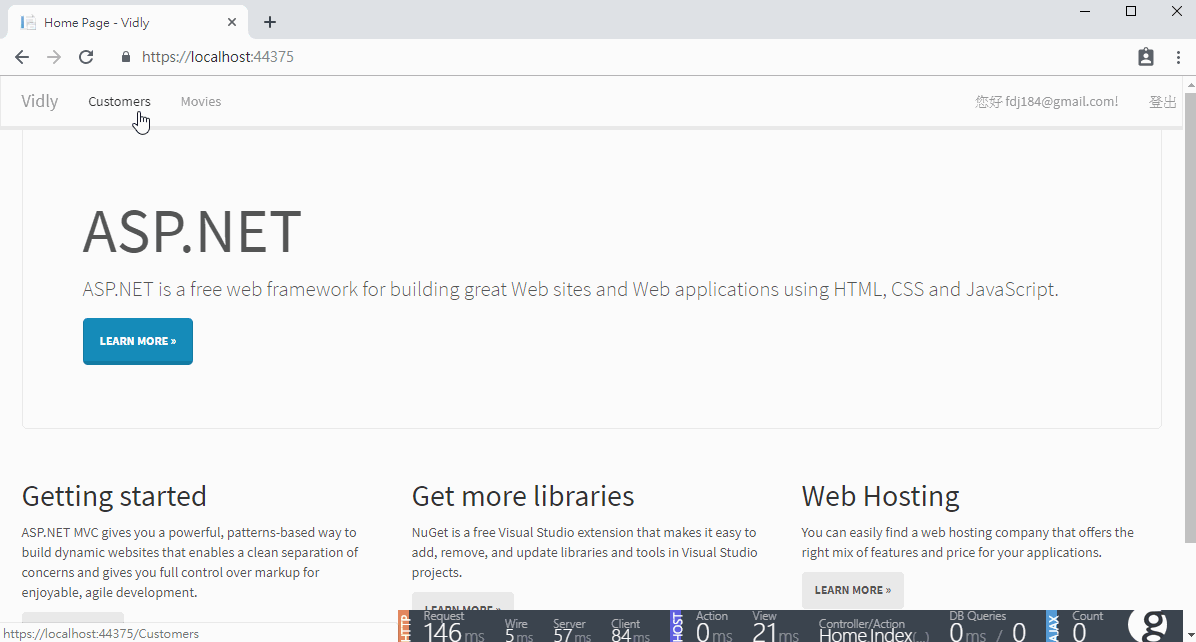 Home Page - Vidly
https://localhost:44375
Vidly Customers Movies 您好 fdj184@gmail.com! 登出
ASP.NET
ASP.NET is a free web framework for building great Web sites and Web applications using HTML, CSS and JavaScript.
LEARN MORE »
Getting started
ASP.NET MVC gives you a powerful, patterns-based way to
build dynamic websites that enables a clean separation of
concerns and gives you full control over markup for
enjoyable, agile development.
Get more libraries
NuGet is a free Visual Studio extension that makes it easy to
add, remove, and update libraries and tools in Visual Studio
projects.
LEARN MORE »
Web Hosting
You can easily find a web hosting company that offers the
right mix of features and price for your applications.
LEARN MORE »
https://localhost:44375/Customers
HTTP
Request
146 ms
Wire
5 ms
Server
57 ms
Client
84 ms
HOST
Action
0 ms
View
21 ms
Controller/Action
Home.Index(...)
DB Queries
0 ms / 0
AJAX
Count
0
g